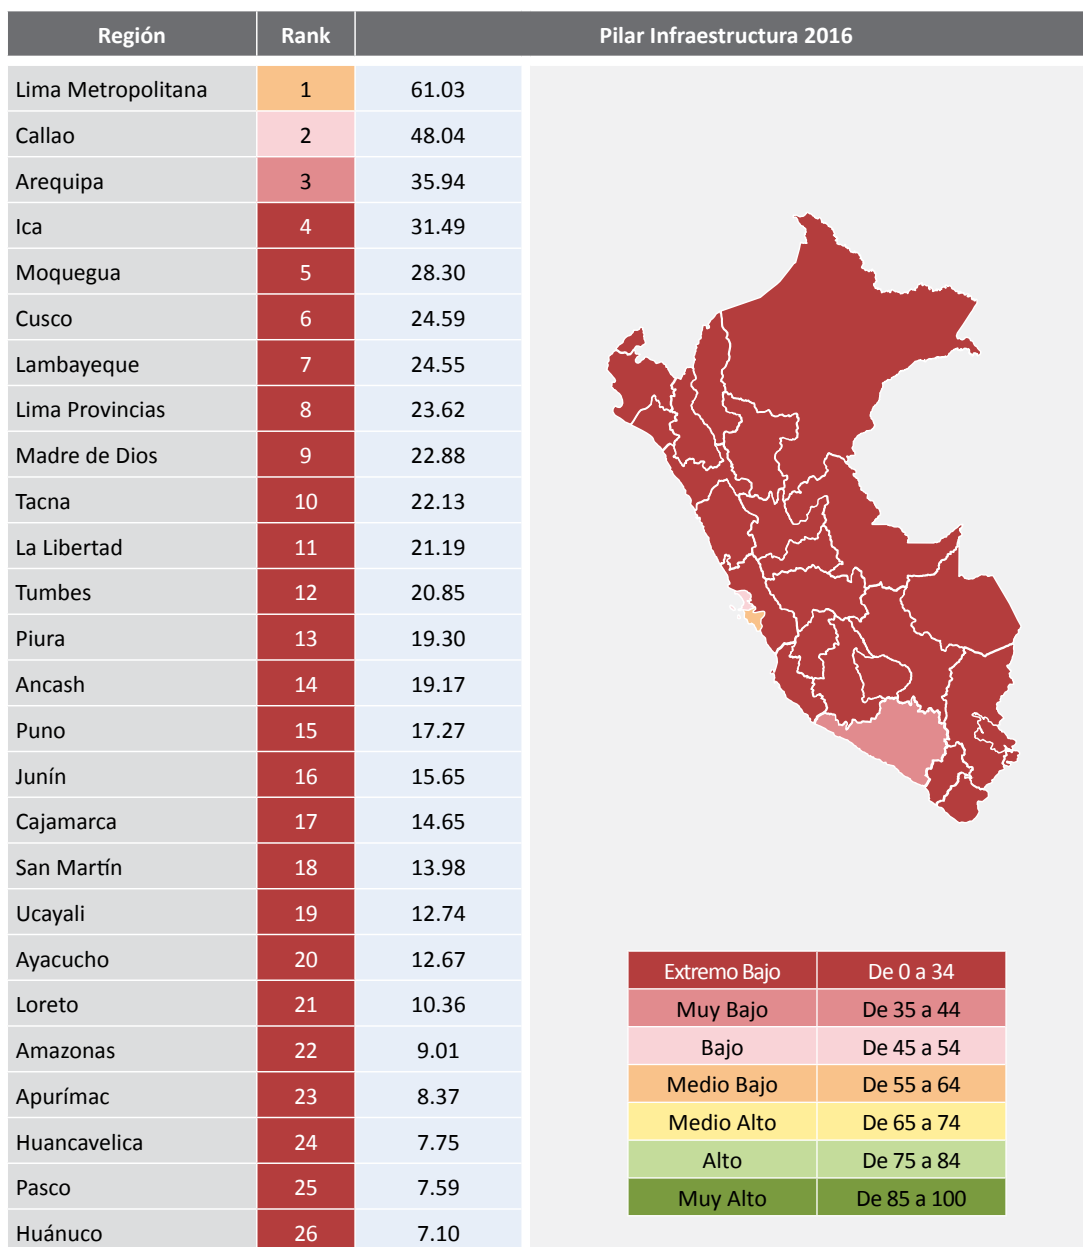 Región Rank Pilar Infraestructura 2016
Lima Metropolitana 1 61.03
Callao 2 48.04
Arequipa 3 35.94
Ica 4 31.49
Moquegua 5 28.30
Cusco 6 24.59
Lambayeque 7 24.55
Lima Provincias 8 23.62
Madre de Dios 9 22.88
Tacna 10 22.13
La Libertad 11 21.19
Tumbes 12 20.85
Piura 13 19.30
Ancash 14 19.17
Puno 15 17.27
Junín 16 15.65
Cajamarca 17 14.65
San Martín 18 13.98
Ucayali 19 12.74
Ayacucho 20 12.67
Loreto 21 10.36
Amazonas 22 9.01
Apurímac 23 8.37
Huancavelica 24 7.75
Pasco 25 7.59
Huánuco 26 7.10
Extremo Bajo De 0 a 34
Muy Bajo De 35 a 44
Bajo De 45 a 54
Medio Bajo De 55 a 64
Medio Alto De 65 a 74
Alto De 75 a 84
Muy Alto De 85 a 100